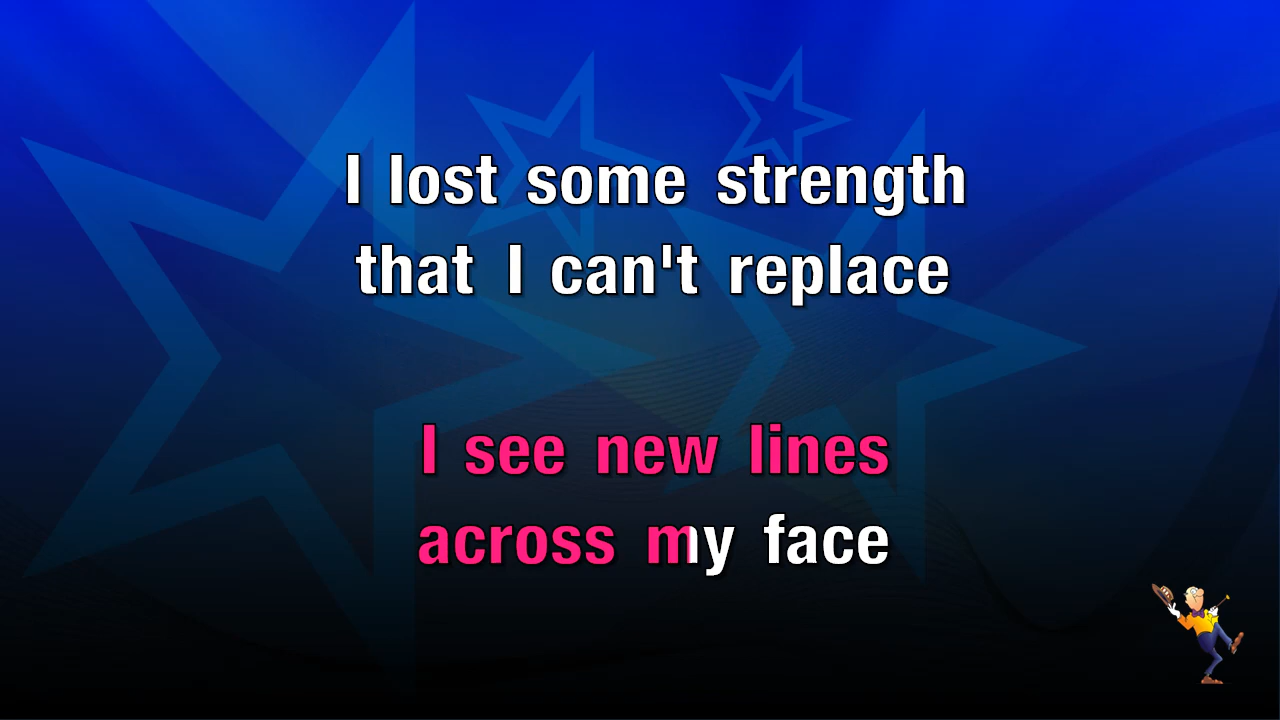 I lost some strength
that I can't replace
I see new lines
across my face